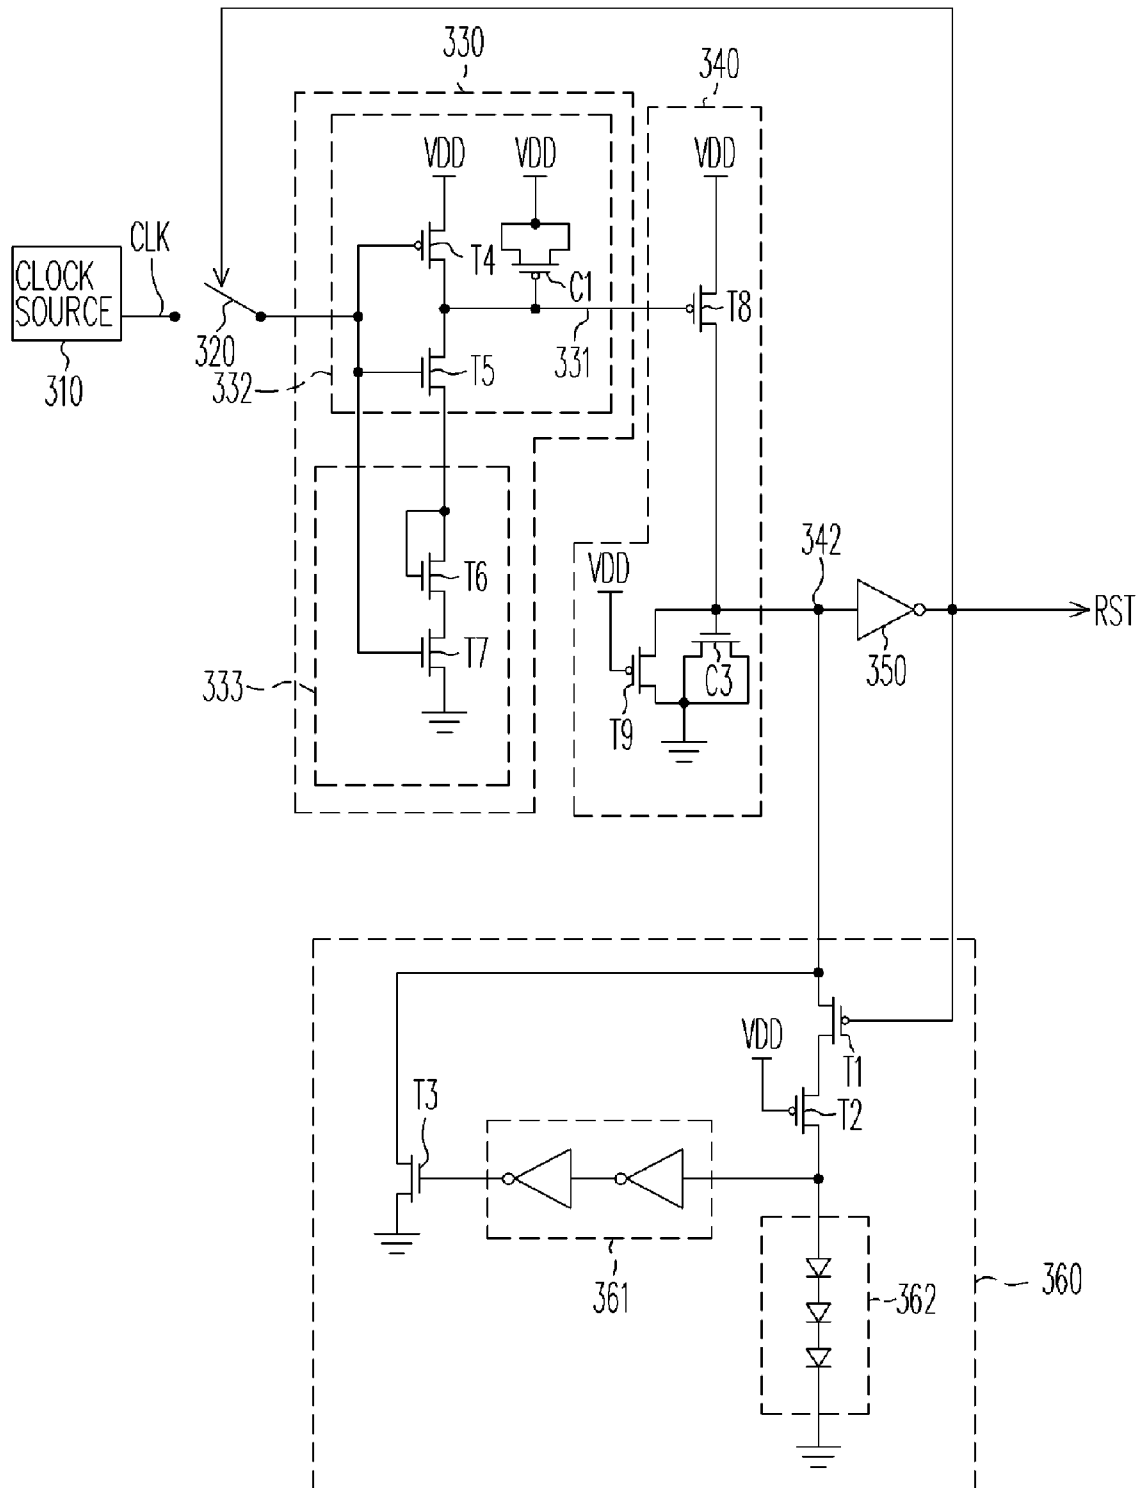 330
340
VDD
VDD
VDD
CLK
T4
CLOCK
SOURCE
C1
T8
320
331
310
332
T5
342
VDD
T6
RST
T7
350
333
C3
T9
VDD
T1
T3
T2
361
362
360